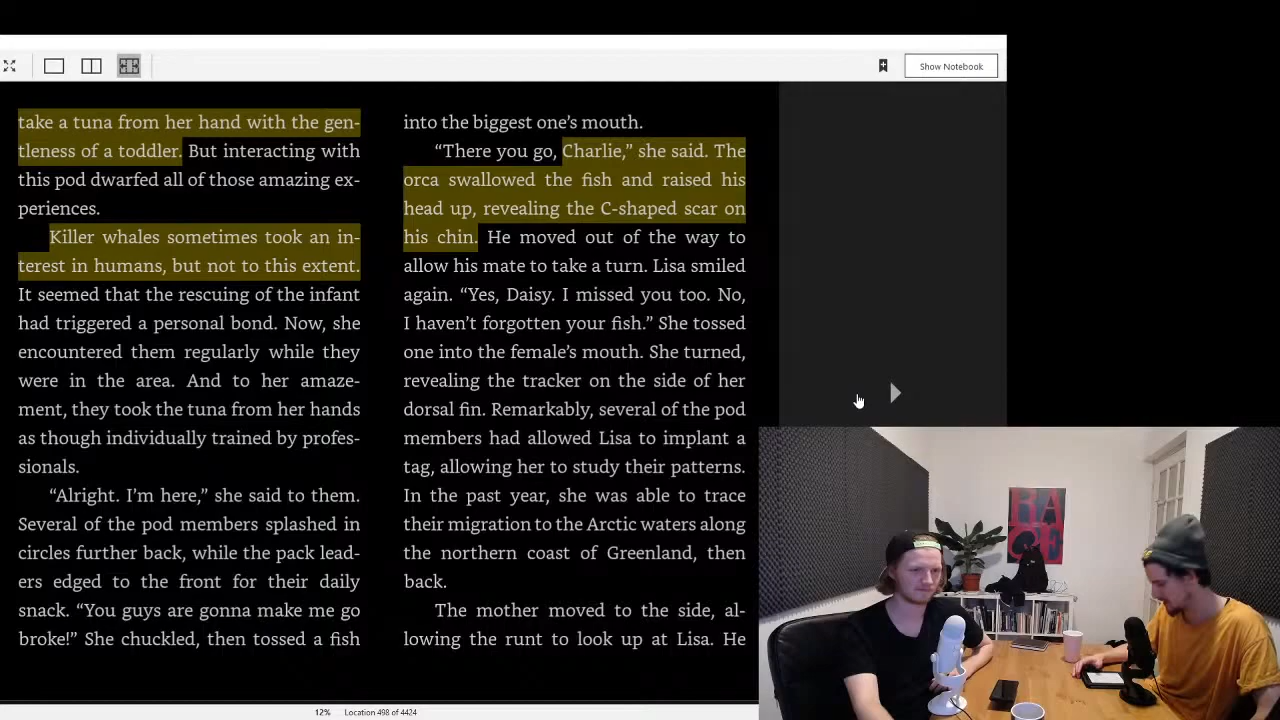 Show Notebook
take a tuna from her hand with the gen-
tleness of a toddler. But interacting with
this pod dwarfed all of those amazing ex-
periences.
Killer whales sometimes took an in-
terest in humans, but not to this extent.
It seemed that the rescuing of the infant
had triggered a personal bond. Now, she
encountered them regularly while they
were in the area. And to her amaze-
ment, they took the tuna from her hands
as though individually trained by profes-
sionals.
“Alright. I’m here,” she said to them.
Several of the pod members splashed in
circles further back, while the pack lead-
ers edged to the front for their daily
snack. “You guys are gonna make me go
broke!” She chuckled, then tossed a fish
into the biggest one’s mouth.
“There you go, Charlie,” she said. The
orca swallowed the fish and raised his
head up, revealing the C-shaped scar on
his chin. He moved out of the way to
allow his mate to take a turn. Lisa smiled
again. “Yes, Daisy. I missed you too. No,
I haven’t forgotten your fish.” She tossed
one into the female’s mouth. She turned,
revealing the tracker on the side of her
dorsal fin. Remarkably, several of the pod
members had allowed Lisa to implant a
tag, allowing her to study their patterns.
In the past year, she was able to trace
their migration to the Arctic waters along
the northern coast of Greenland, then
back.
The mother moved to the side, al-
lowing the runt to look up at Lisa. He
12% Location 498 of 4424
RA
GE